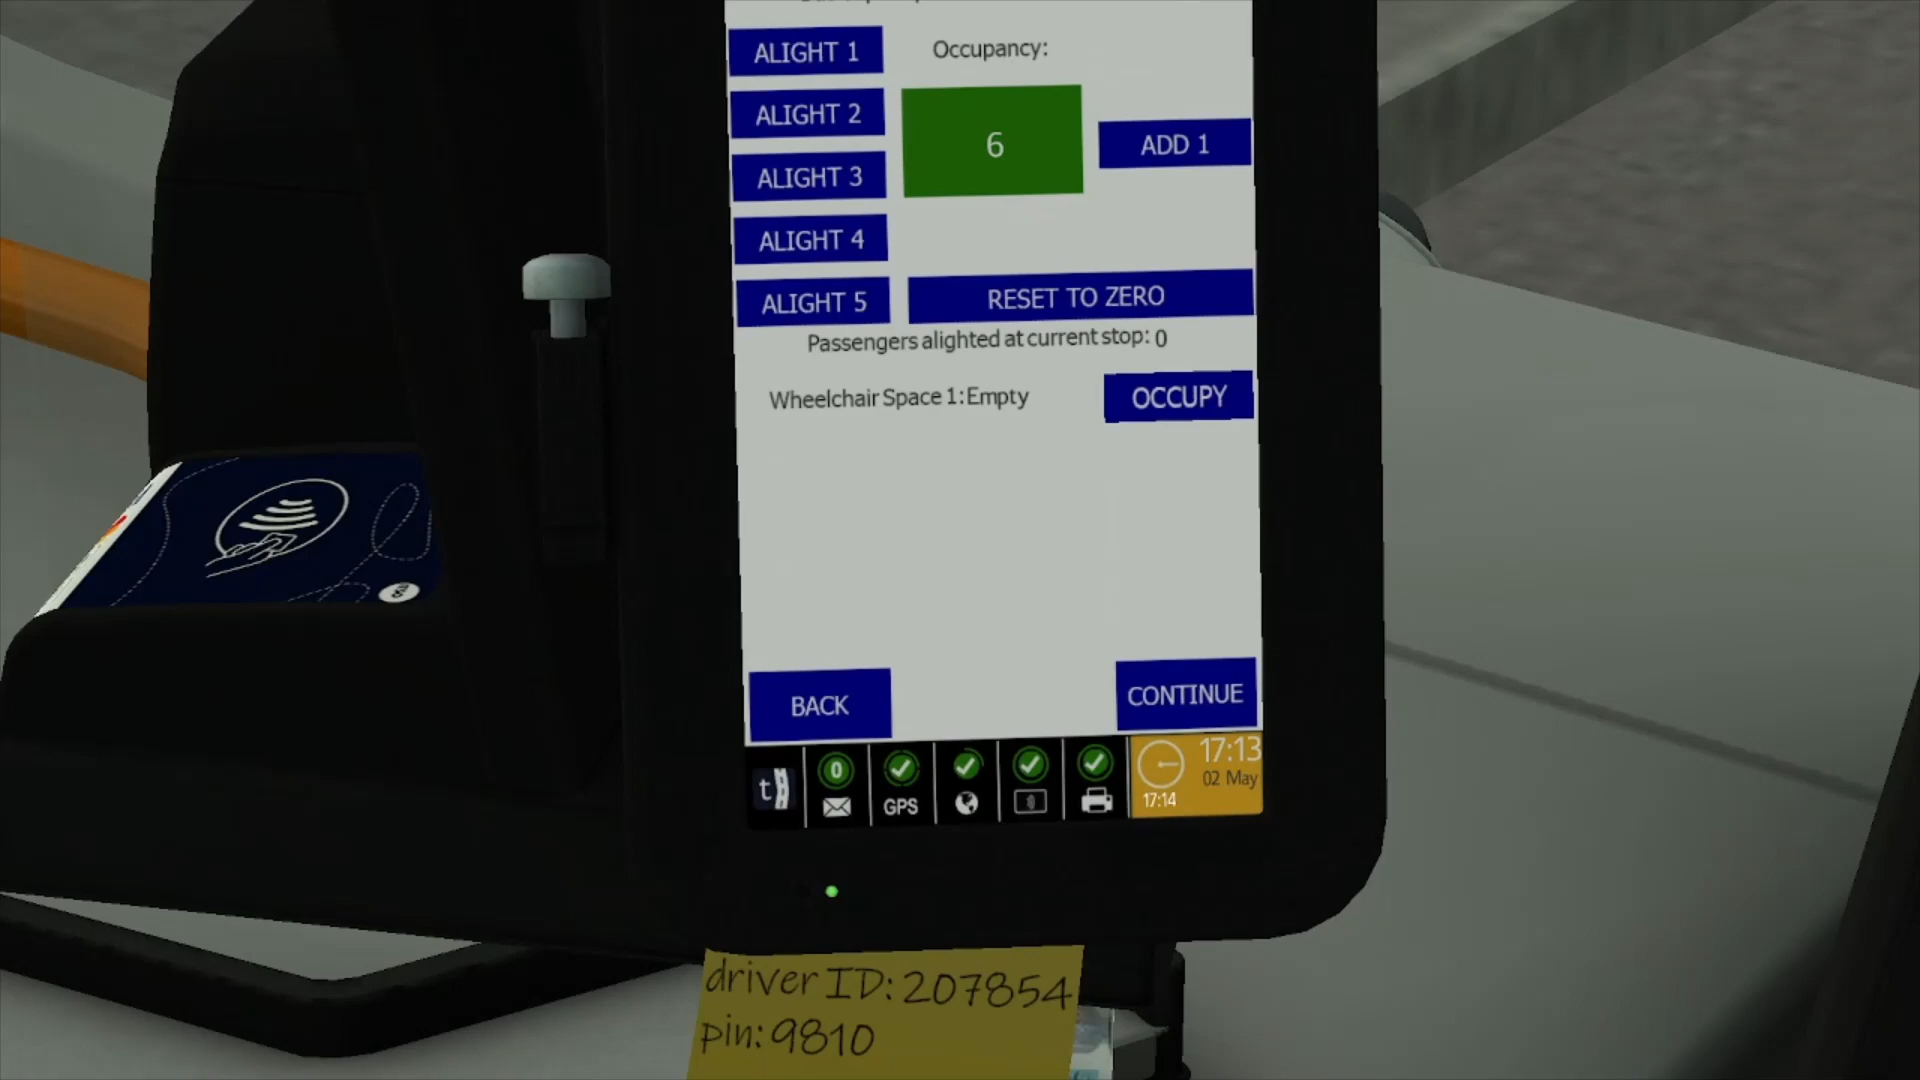 ALIGHT 1
Occupancy:
ALIGHT 2
6
ADD 1
ALIGHT 3
ALIGHT 4
ALIGHT 5
RESET TO ZERO
Passengers alighted at current stop: 0
Wheelchair Space 1: Empty
OCCUPY
BACK
CONTINUE
t
0
GPS
17:13
02 May
17:14
driver ID: 207854
pin: 9810